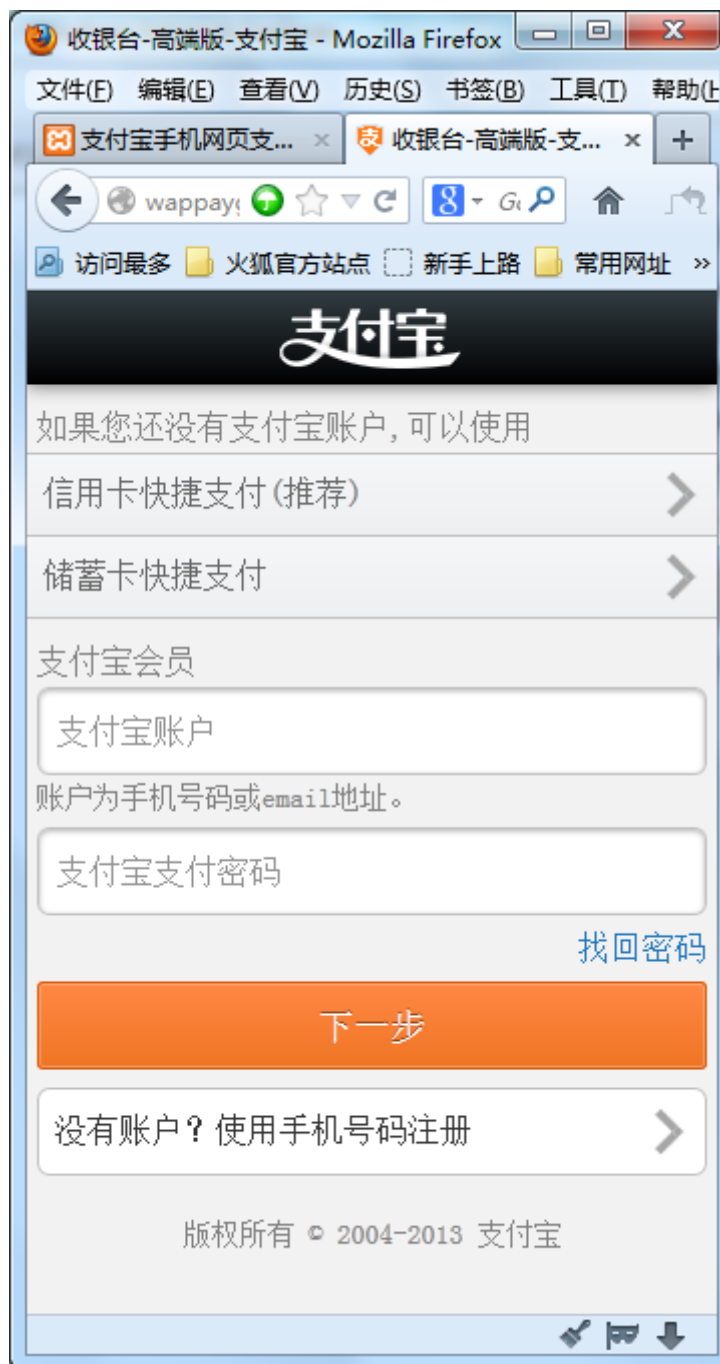 收银台-高端版-支付宝 - Mozilla Firefox
文件(F) 编辑(E) 查看(V) 历史(S) 书签(B) 工具(T) 帮助(H
支付宝手机网页支... × 收银台-高端版-支... × +
wappay
访问最多 火狐官方站点 新手上路 常用网址 »
支付宝
如果您还没有支付宝账户,可以使用
信用卡快捷支付(推荐)
储蓄卡快捷支付
支付宝会员
支付宝账户
账户为手机号码或email地址。
支付宝支付密码
找回密码
下一步
没有账户？使用手机号码注册
版权所有 © 2004-2013 支付宝